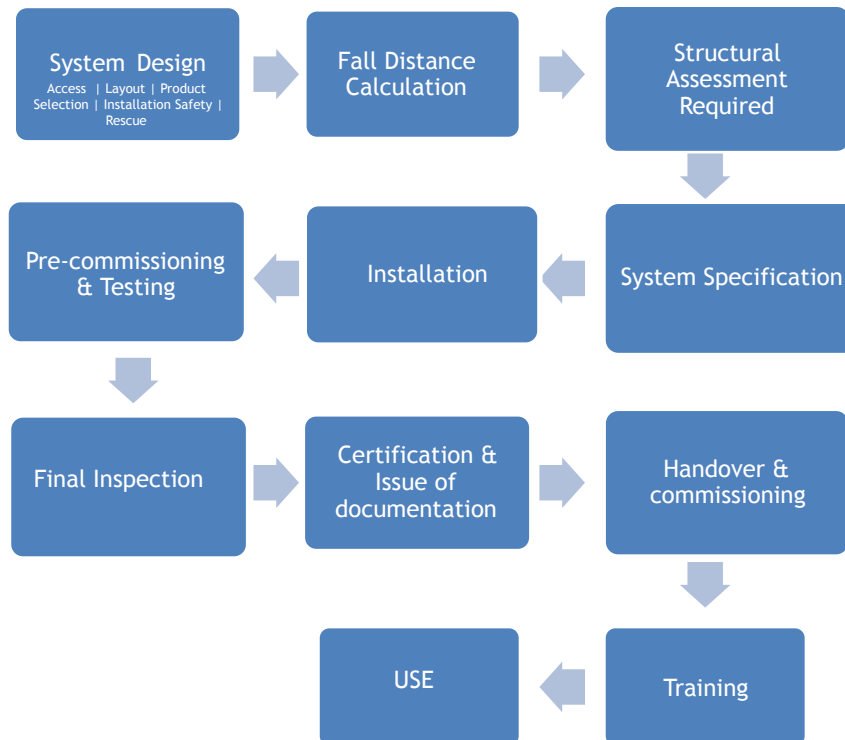 System Design
Access | Layout | Product
Selection | Installation Safety |
Rescue
Fall Distance
Calculation
Structural
Assessment
Required
System Specification
Installation
Pre-commissioning
& Testing
Final Inspection
Certification &
Issue of
documentation
Handover &
commissioning
Training
USE